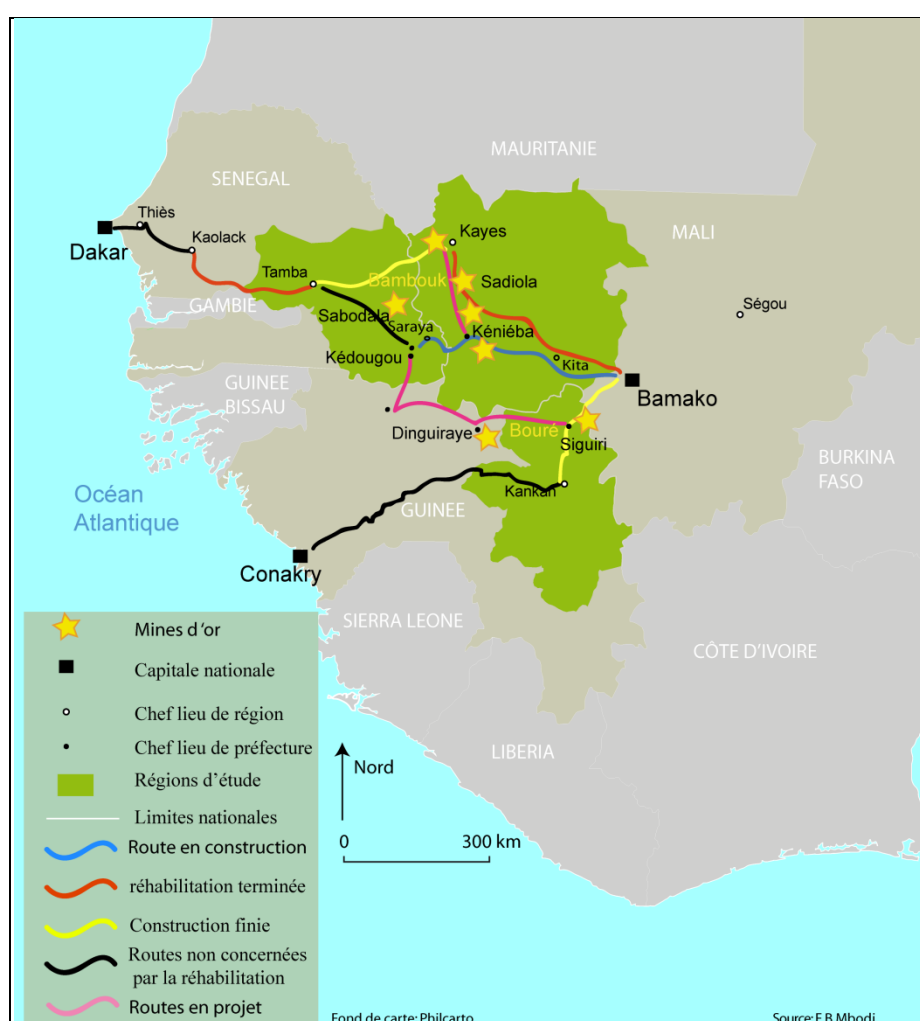 MAURITANIE
SENEGAL
Thiès
Dakar
Kaolack
Kayes
MALI
Tamba
Bambouk
Sadiola
GAMBIE
Sabodala
Saraya
Kéniéba
Ségou
Kédougou
Kita
Bamako
GUINEE
BISSAU
Dinguiraye
Bouré
Siguiri
BURKINA
FASO
Océan
Atlantique
Kankan
GUINEE
Conakry
SIERRA LEONE
CÔTE D'IVOIRE
LIBERIA
Mines d'or
Capitale nationale
Chef lieu de région
Chef lieu de préfecture
Régions d'étude
Limites nationales
Route en construction
réhabilitation terminée
Construction finie
Routes non concernées
par la réhabilitation
Routes en projet
Nord
0 300 km
Fond de carte: Philcarto
Source: F B Mbodj